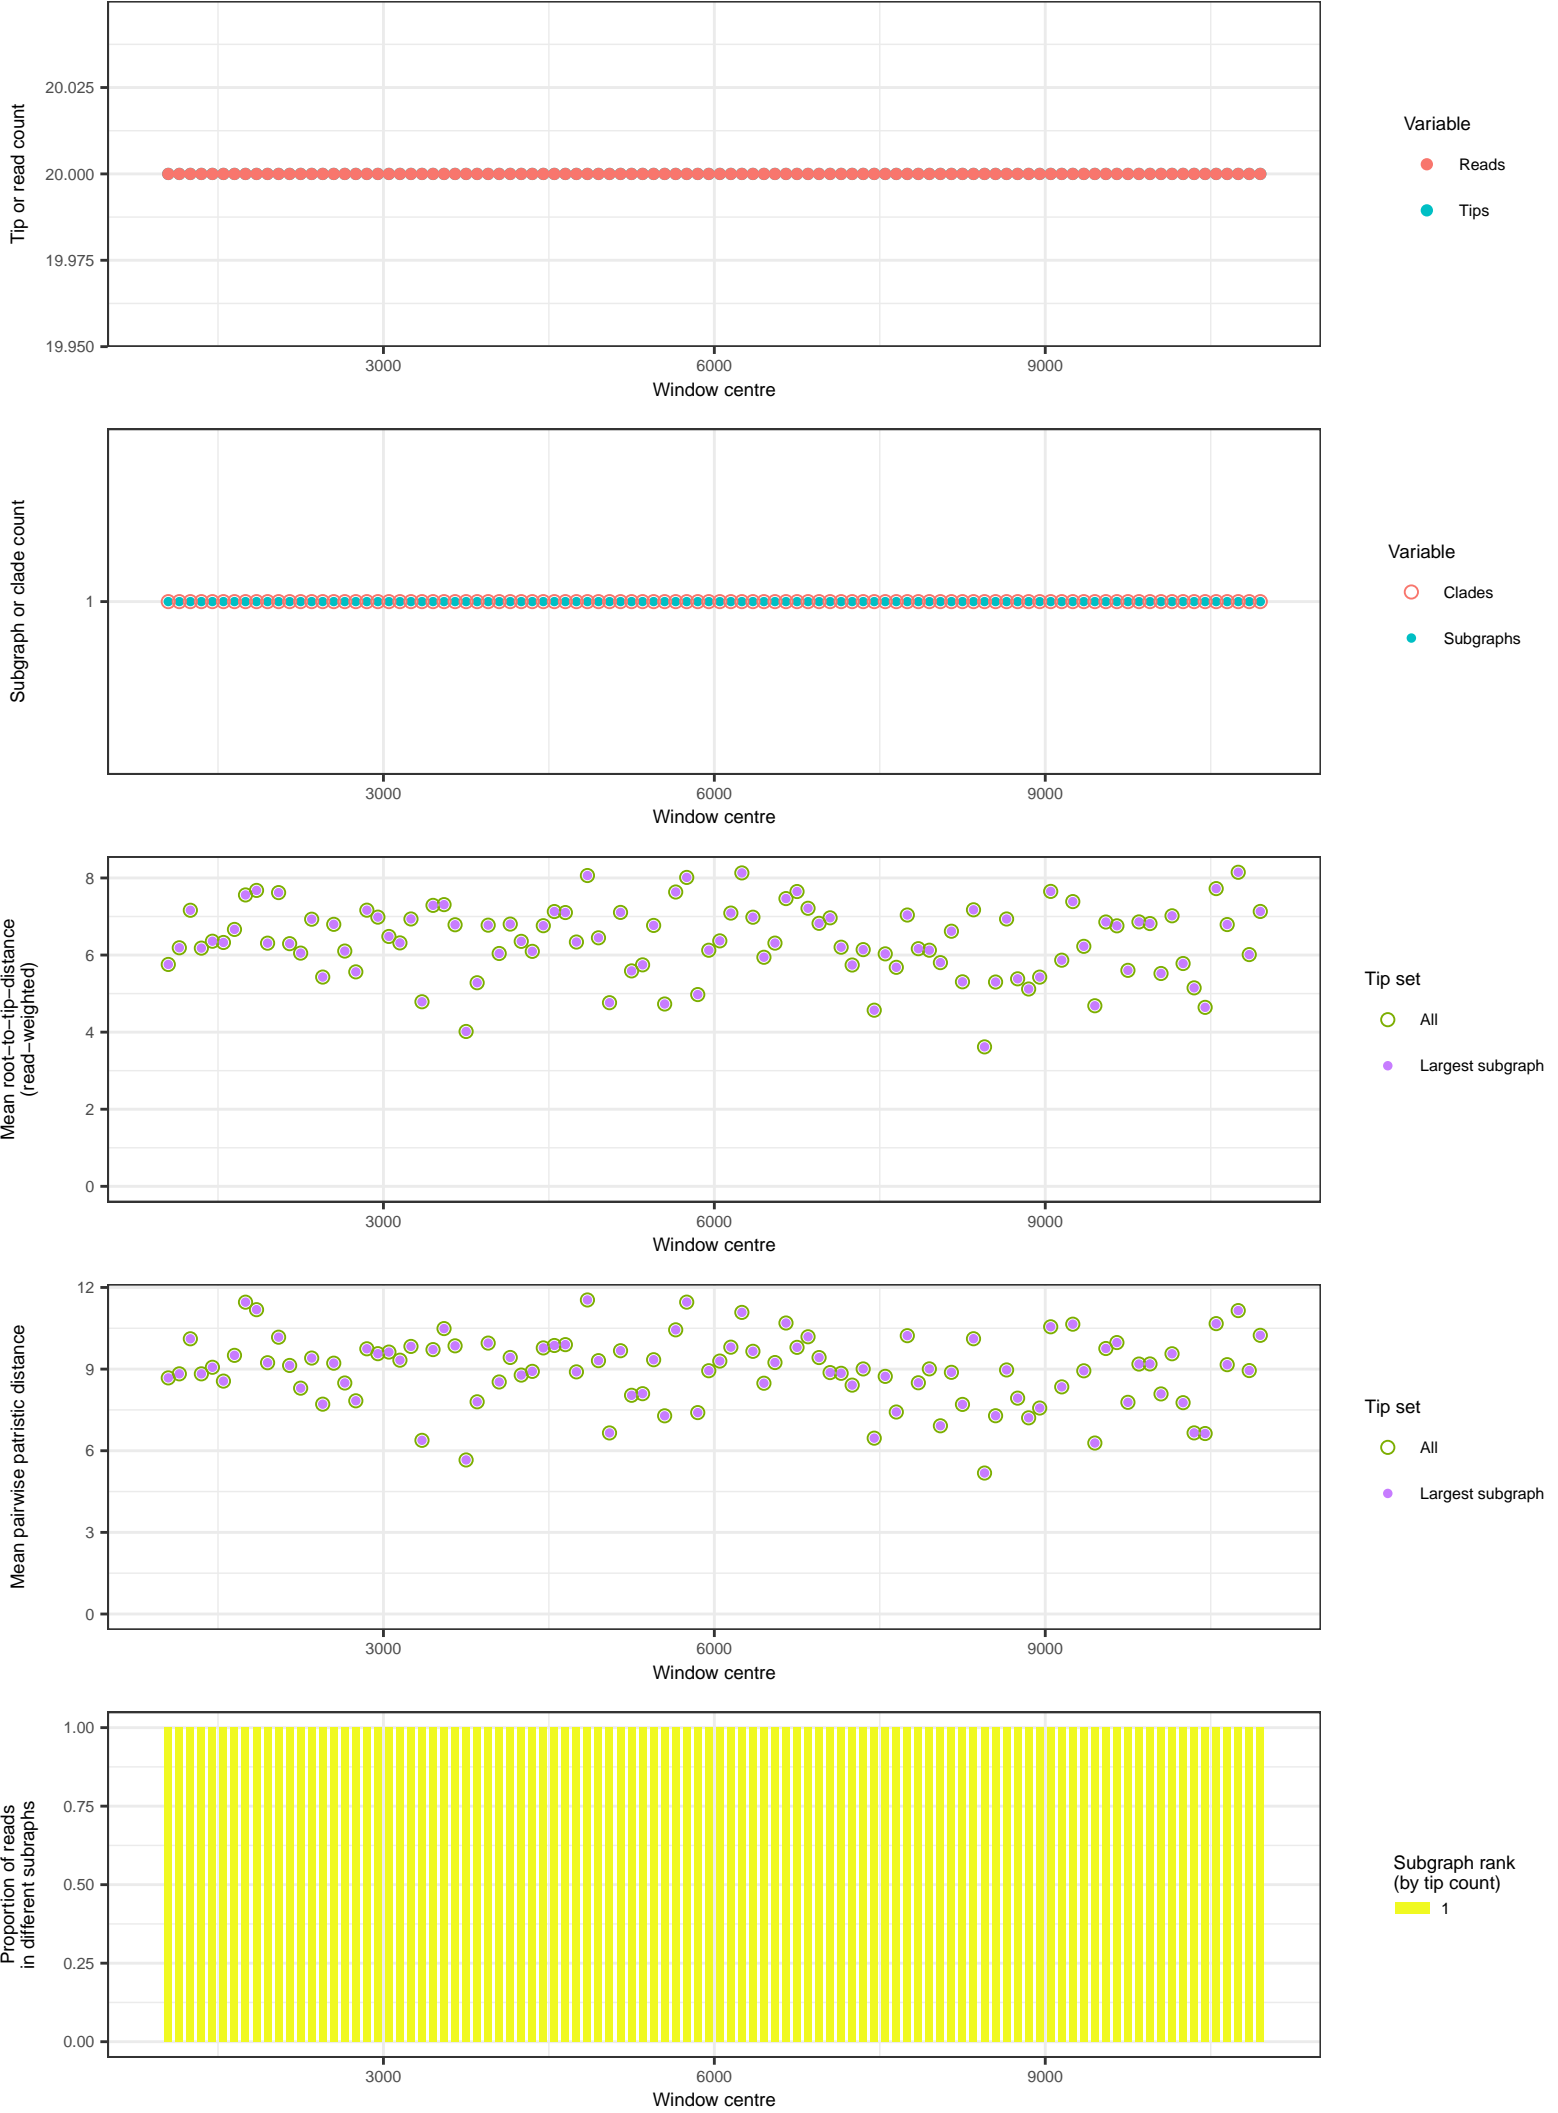 20.025
20.000
19.975
19.950
Tip or read count
3000 6000 9000
Window centre
Variable
Reads
Tips
1
Subgraph or clade count
3000 6000 9000
Window centre
Variable
Clades
Subgraphs
8
6
4
2
0
Mean root−to−tip−distance
(read−weighted)
3000 6000 9000
Window centre
Tip set
All
Largest subgraph
12
9
6
3
0
Mean pairwise patristic distance
3000 6000 9000
Window centre
Tip set
All
Largest subgraph
1.00
0.75
0.50
0.25
0.00
Proportion of reads
in different subraphs
3000 6000 9000
Window centre
Subgraph rank
(by tip count)
1